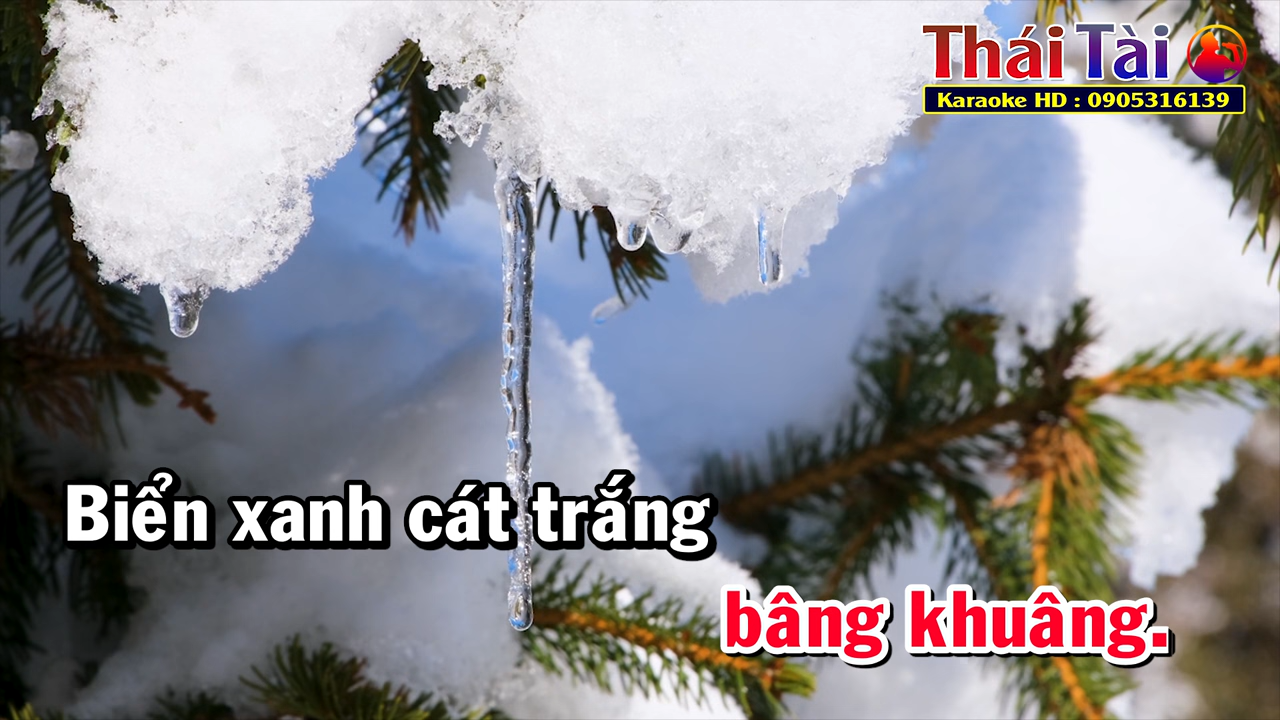 Thái Tài
Karaoke HD : 0905316139
Biển xanh cát trắng
bâng khuâng.